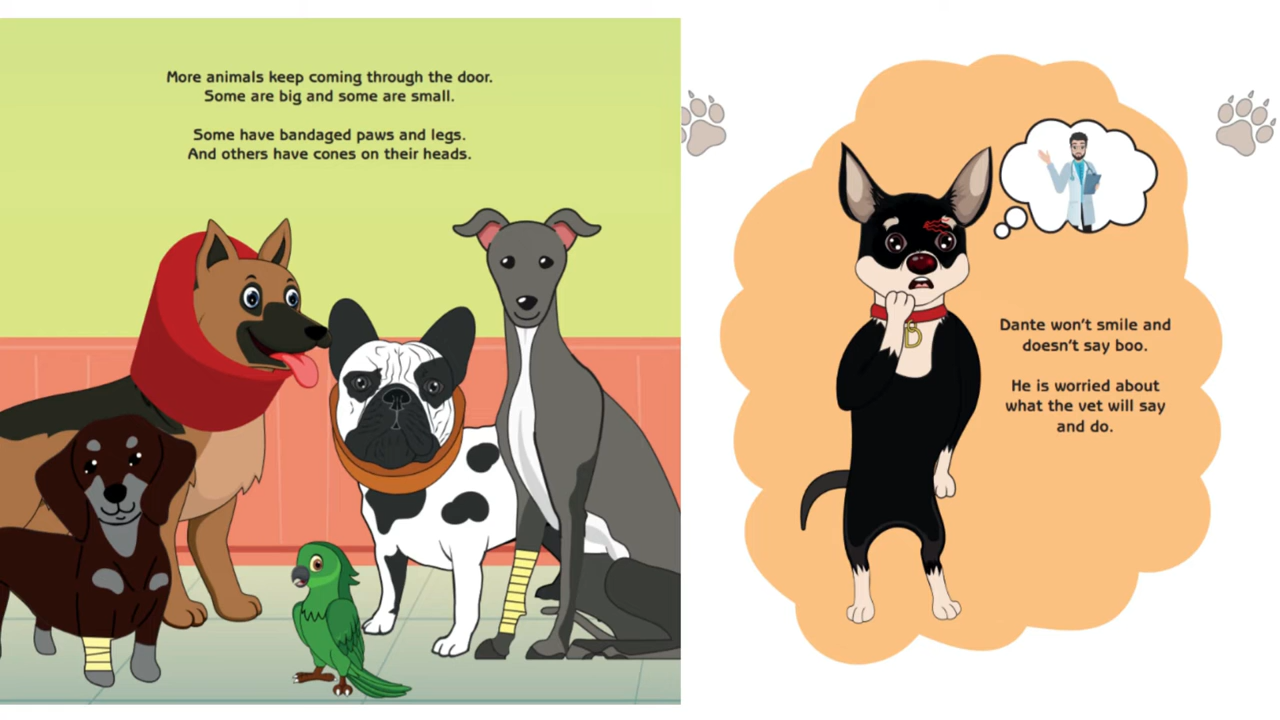 More animals keep coming through the door.
Some are big and some are small.
Some have bandaged paws and legs.
And others have cones on their heads.
D
Dante won't smile and
doesn't say boo.
He is worried about
what the vet will say
and do.